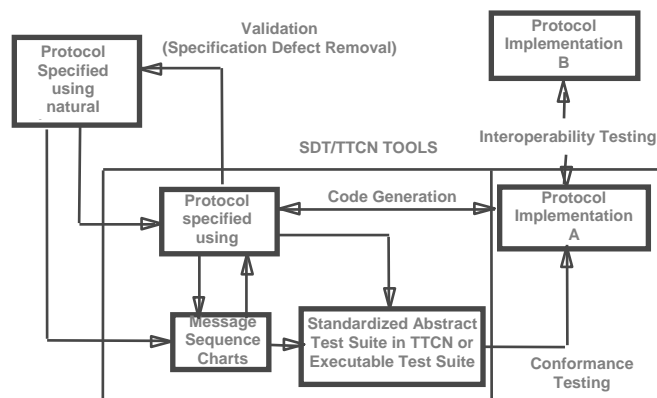 Validation
(Specification Defect Removal)
Protocol
Specified
using
natural
Protocol
Implementation
B
Interoperability Testing
SDT/TTCN TOOLS
Protocol
specified
using
Code Generation
Protocol
Implementation
A
Message
Sequence
Charts
Standardized Abstract
Test Suite in TTCN or
Executable Test Suite
Conformance
Testing